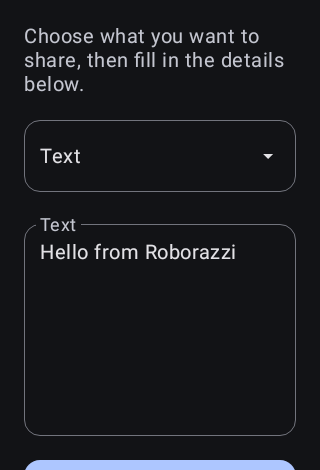 Choose what you want to
share, then fill in the details
below.
Text
Text
Hello from Roborazzi